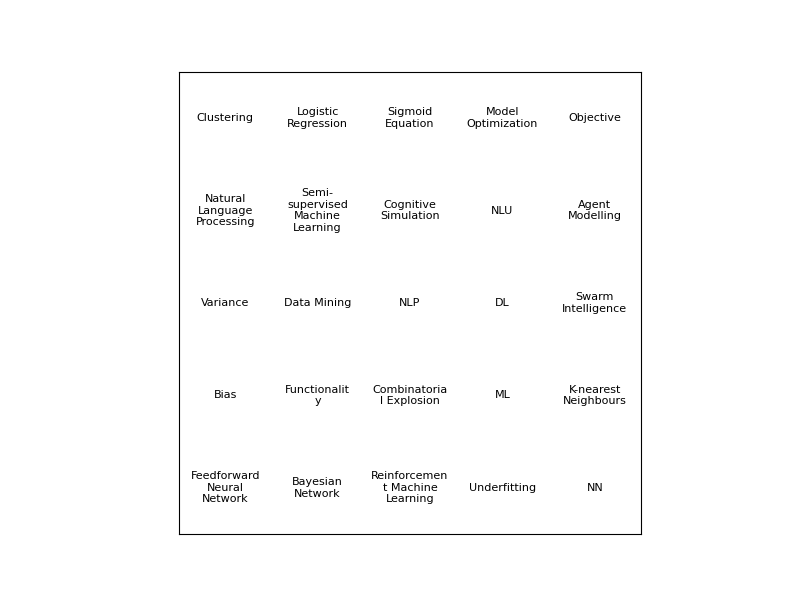 Clustering
Logistic
Regression
Sigmoid
Equation
Model
Optimization
Objective
Natural
Language
Processing
Semi-
supervised
Machine
Learning
Cognitive
Simulation
NLU
Agent
Modelling
Variance
Data Mining
NLP
DL
Swarm
Intelligence
Bias
Functionalit
y
Combinatoria
l Explosion
ML
K-nearest
Neighbours
Feedforward
Neural
Network
Bayesian
Network
Reinforcemen
t Machine
Learning
Underfitting
NN